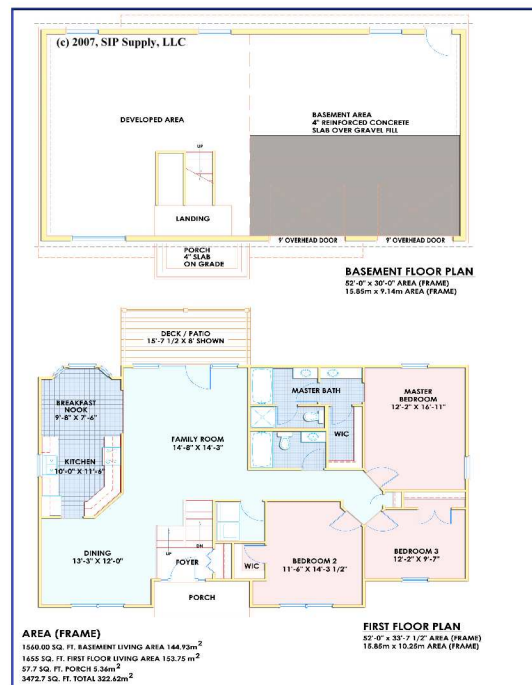 (c) 2007, SIP Supply, LLC
DEVELOPED AREA
BASEMENT AREA
4" REINFORCED CONCRETE
SLAB OVER GRAVEL FILL
UP
LANDING
9' OVERHEAD DOOR
9' OVERHEAD DOOR
PORCH
4" SLAB
ON GRADE
BASEMENT FLOOR PLAN
52'-0" x 30'-0" AREA (FRAME)
15.85m x 9.14m AREA (FRAME)
DECK / PATIO
15'-7 1/2 X 8' SHOWN
BREAKFAST
NOOK
9'-8" X 7'-6"
MASTER BATH
MASTER
BEDROOM
12'-2" X 16'-11"
FAMILY ROOM
14'-8" X 14'-3"
WIC
KITCHEN
10'-0" X 11'-6"
DINING
13'-3" X 12'-0"
UP
DN
FOYER
WIC
BEDROOM 2
11'-6" X 14'-3 1/2"
BEDROOM 3
12'-2" X 9'-7"
PORCH
AREA (FRAME)
1560.00 SQ. FT. BASEMENT LIVING AREA 144.93m²
1655 SQ. FT. FIRST FLOOR LIVING AREA 153.75 m²
57.7 SQ. FT. PORCH 5.36m²
3472.7 SQ. FT. TOTAL 322.62m²
FIRST FLOOR PLAN
52'-0" x 33'-7 1/2" AREA (FRAME)
15.85m x 10.25m AREA (FRAME)